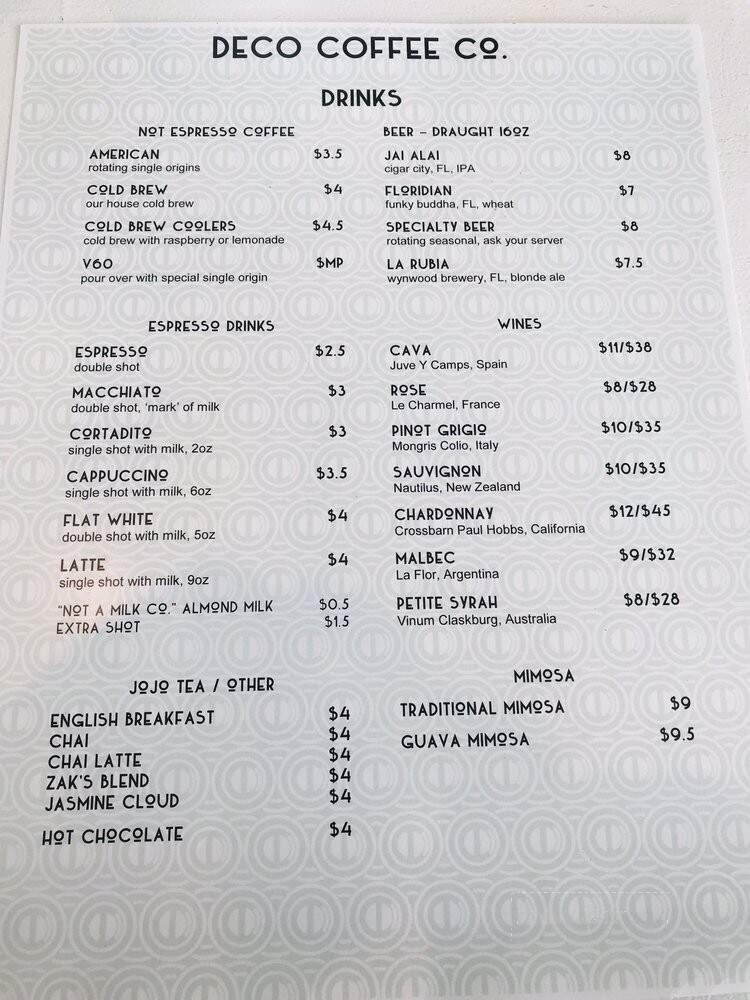 DECO COFFEE CO.
DRINKS
NOT ESPRESSO COFFEE
AMERICAN $3.5
rotating single origins
COLD BREW $4
our house cold brew
COLD BREW COOLERS $4.5
cold brew with raspberry or lemonade
V60 $MP
pour over with special single origin
ESPRESSO DRINKS
ESPRESSO $2.5
double shot
MACCHIATO $3
double shot, 'mark' of milk
CORTADITO $3
single shot with milk, 2oz
CAPPUCCINO $3.5
single shot with milk, 6oz
FLAT WHITE $4
double shot with milk, 5oz
LATTE $4
single shot with milk, 9oz
"NOT A MILK CO." ALMOND MILK $0.5
EXTRA SHOT $1.5
JOJO TEA / OTHER
ENGLISH BREAKFAST $4
CHAI $4
CHAI LATTE $4
ZAK'S BLEND $4
JASMINE CLOUD $4
HOT CHOCOLATE $4
BEER – DRAUGHT 16OZ
JAI ALAI $8
cigar city, FL, IPA
FLORIDIAN $7
funky buddha, FL, wheat
SPECIALTY BEER $8
rotating seasonal, ask your server
LA RUBIA $7.5
wynwood brewery, FL, blonde ale
WINES
CAVA $11/$38
Juve Y Camps, Spain
ROSE $8/$28
Le Charmel, France
PINOT GRIGIO $10/$35
Mongris Colio, Italy
SAUVIGNON $10/$35
Nautilus, New Zealand
CHARDONNAY $12/$45
Crossbarn Paul Hobbs, California
MALBEC $9/$32
La Flor, Argentina
PETITE SYRAH $8/$28
Vinum Claskburg, Australia
MIMOSA
TRADITIONAL MIMOSA $9
GUAVA MIMOSA $9.5